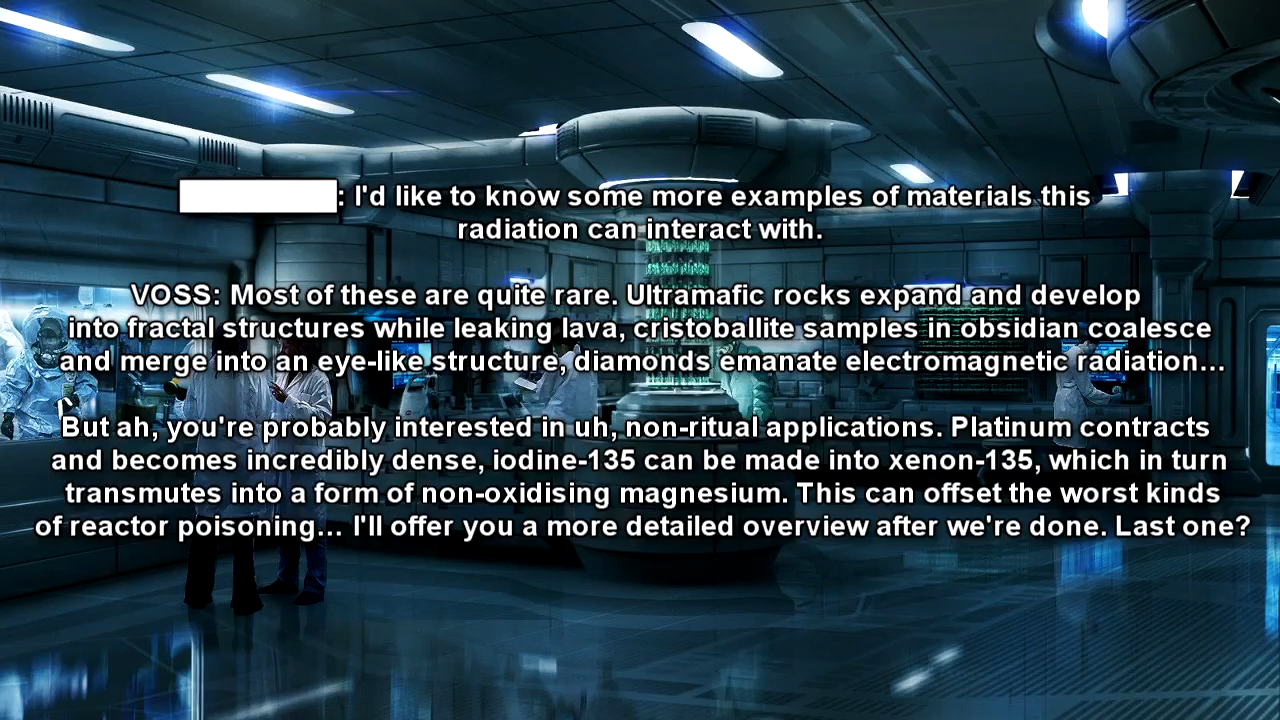 : I'd like to know some more examples of materials this
radiation can interact with.
VOSS: Most of these are quite rare. Ultramafic rocks expand and develop
into fractal structures while leaking lava, cristoballite samples in obsidian coalesce
and merge into an eye-like structure, diamonds emanate electromagnetic radiation...
But ah, you're probably interested in uh, non-ritual applications. Platinum contracts
and becomes incredibly dense, iodine-135 can be made into xenon-135, which in turn
transmutes into a form of non-oxidising magnesium. This can offset the worst kinds
of reactor poisoning... I'll offer you a more detailed overview after we're done. Last one?